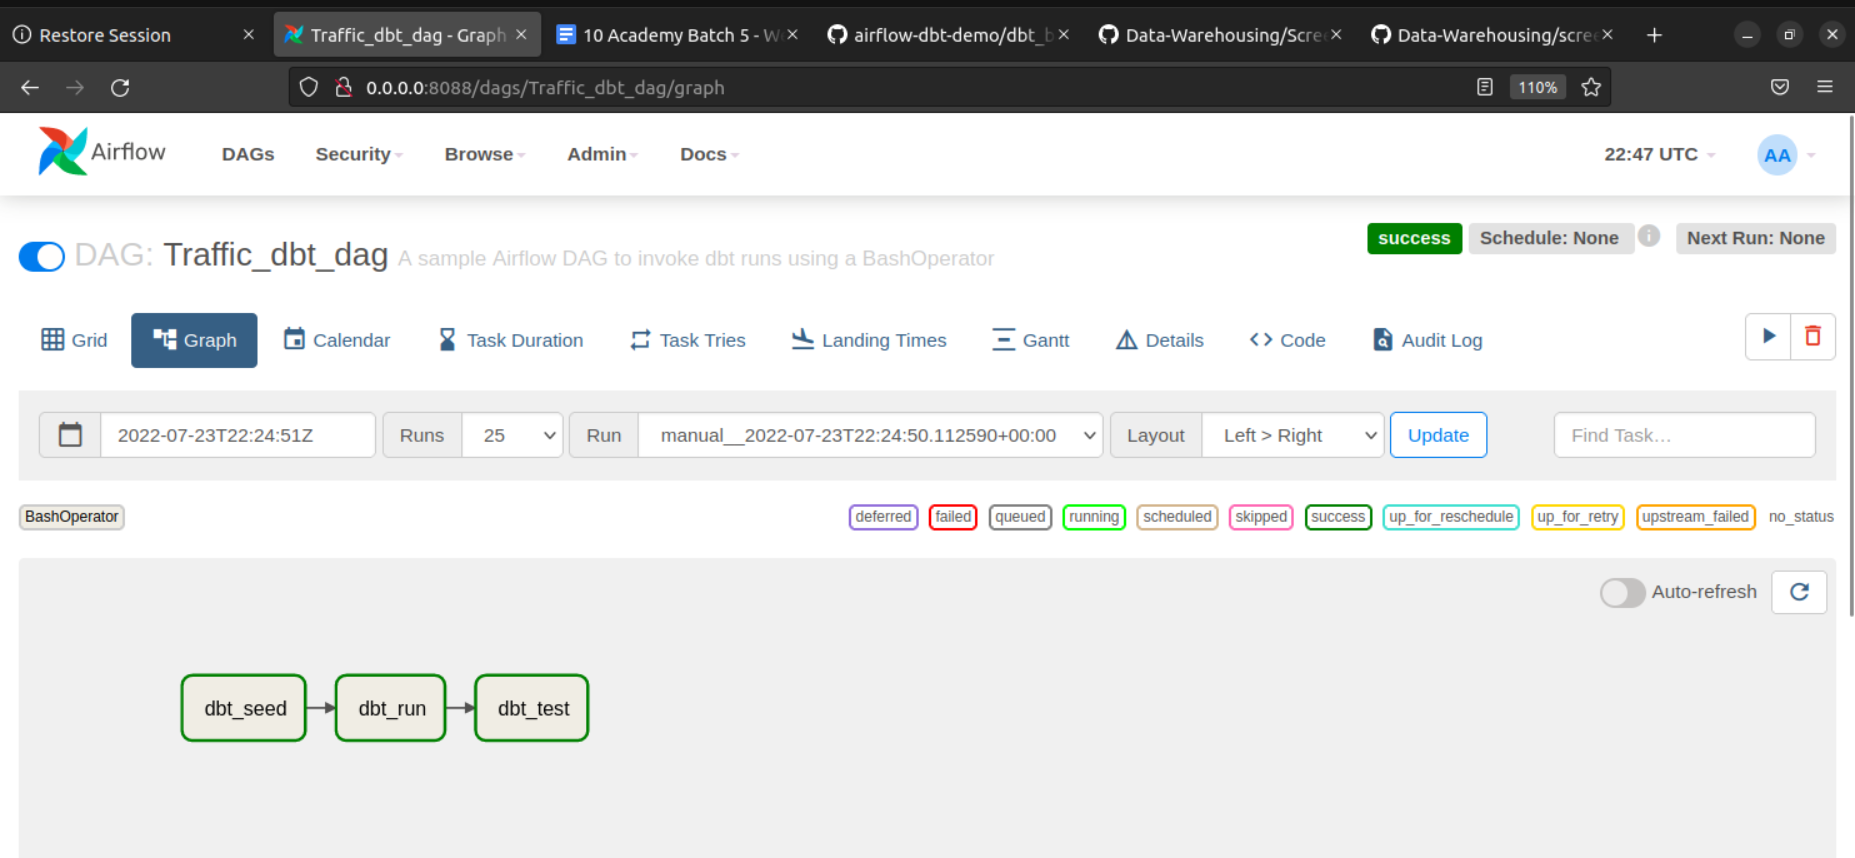 Restore Session
Traffic_dbt_dag - Graph
10 Academy Batch 5 - W
airflow-dbt-demo/dbt_b
Data-Warehousing/Scre
Data-Warehousing/scree
0.0.0.0:8088/dags/Traffic_dbt_dag/graph
110%
Airflow
DAGs
Security
Browse
Admin
Docs
22:47 UTC
AA
DAG: Traffic_dbt_dag A sample Airflow DAG to invoke dbt runs using a BashOperator
success
Schedule: None
Next Run: None
Grid
Graph
Calendar
Task Duration
Task Tries
Landing Times
Gantt
Details
Code
Audit Log
2022-07-23T22:24:51Z
Runs
25
Run
manual__2022-07-23T22:24:50.112590+00:00
Layout
Left > Right
Update
Find Task...
BashOperator
deferred
failed
queued
running
scheduled
skipped
success
up_for_reschedule
up_for_retry
upstream_failed
no_status
Auto-refresh
dbt_seed
dbt_run
dbt_test